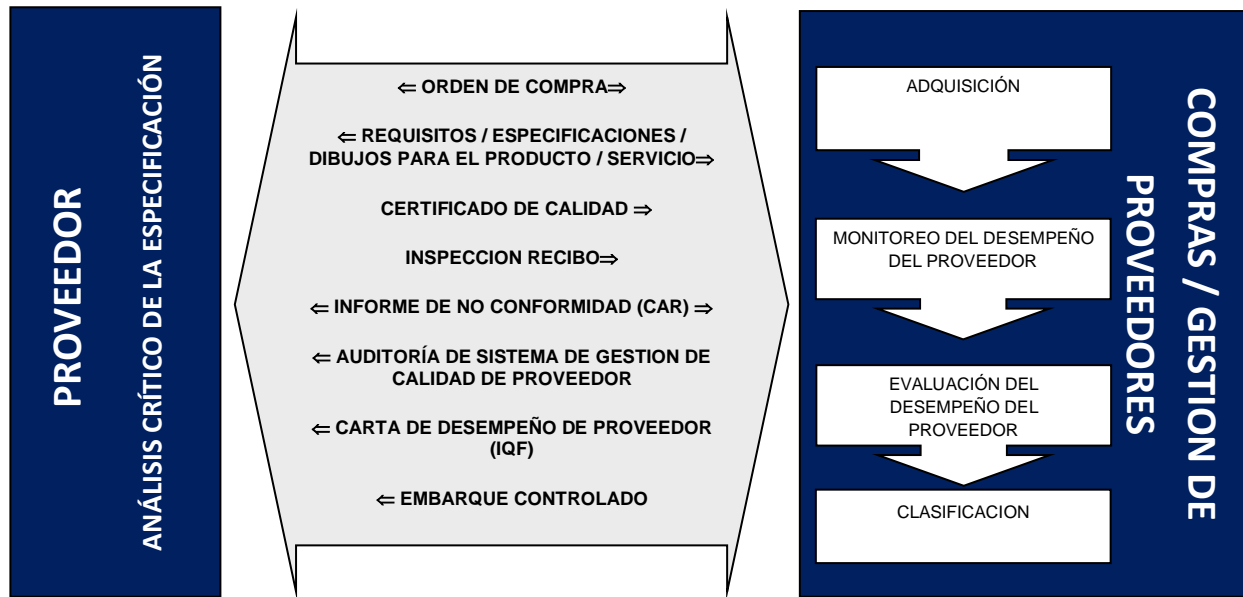 PROVEEDOR
ANÁLISIS CRÍTICO DE LA ESPECIFICACIÓN
⇐ ORDEN DE COMPRA⇒
⇐ REQUISITOS / ESPECIFICACIONES /
DIBUJOS PARA EL PRODUCTO / SERVICIO⇒
CERTIFICADO DE CALIDAD ⇒
INSPECCION RECIBO⇒
⇐ INFORME DE NO CONFORMIDAD (CAR) ⇒
⇐ AUDITORÍA DE SISTEMA DE GESTION DE
CALIDAD DE PROVEEDOR
⇐ CARTA DE DESEMPEÑO DE PROVEEDOR
(IQF)
⇐ EMBARQUE CONTROLADO
ADQUISICIÓN
MONITOREO DEL DESEMPEÑO
DEL PROVEEDOR
EVALUACIÓN DEL
DESEMPEÑO DEL
PROVEEDOR
CLASIFICACION
COMPRAS / GESTION DE
PROVEEDORES